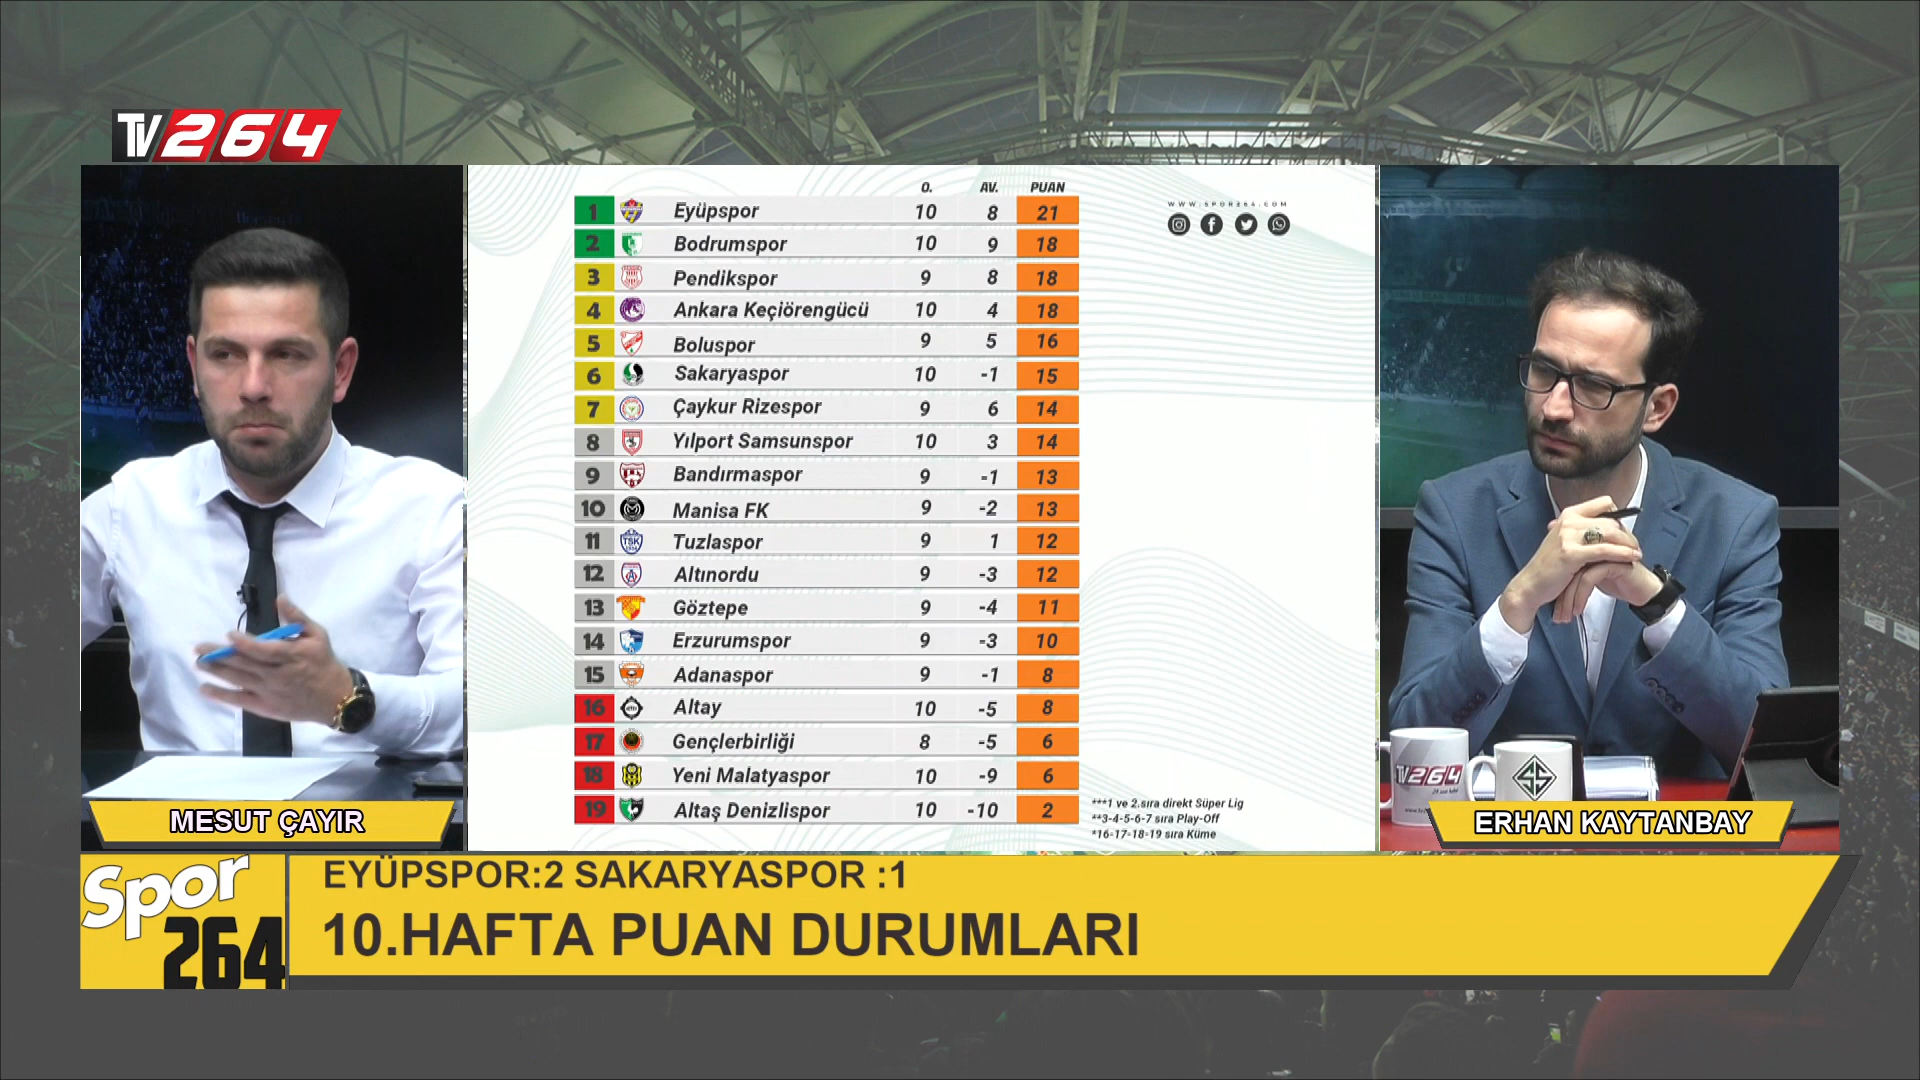 TV264
O. AV. PUAN
1 Eyüpspor 10 8 21
2 Bodrumspor 10 9 18
3 Pendikspor 9 8 18
4 Ankara Keçiörengücü 10 4 18
5 Boluspor 9 5 16
6 Sakaryaspor 10 -1 15
7 Çaykur Rizespor 9 6 14
8 Yılport Samsunspor 10 3 14
9 Bandırmaspor 9 -1 13
10 Manisa FK 9 -2 13
11 Tuzlaspor 9 1 12
12 Altınordu 9 -3 12
13 Göztepe 9 -4 11
14 Erzurumspor 9 -3 10
15 Adanaspor 9 -1 8
16 Altay 10 -5 8
17 Gençlerbirliği 8 -5 6
18 Yeni Malatyaspor 10 -9 6
19 Altaş Denizlispor 10 -10 2
WWW.SPOR264.COM
***1 ve 2.sıra direkt Süper Lig
**3-4-5-6-7 sıra Play-Off
*16-17-18-19 sıra Küme
TV264
MESUT ÇAYIR
ERHAN KAYTANBAY
Spor
264
EYÜPSPOR:2 SAKARYASPOR :1
10.HAFTA PUAN DURUMLARI